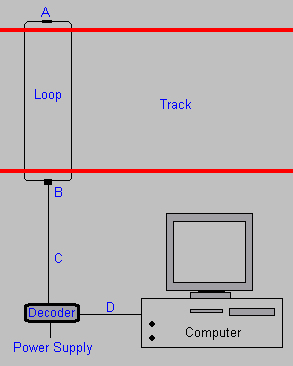 A
Loop
Track
B
C
Decoder
D
Computer
Power Supply